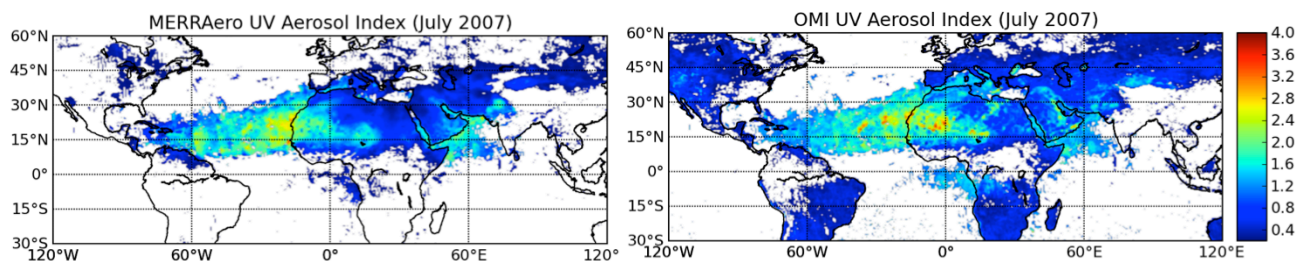 MERRAero UV Aerosol Index (July 2007)
60°N
45°N
30°N
15°N
0°
15°S
30°S
120°W
60°W
0°
60°E
120°
OMI UV Aerosol Index (July 2007)
60°N
45°N
30°N
15°N
0°
15°S
30°S
120°W
60°W
0°
60°E
120°E
4.0
3.6
3.2
2.8
2.4
2.0
1.6
1.2
0.8
0.4